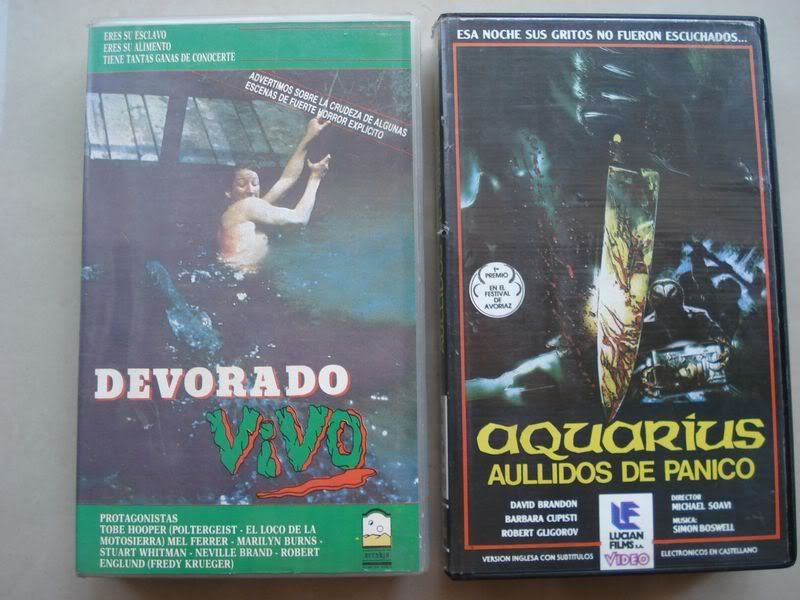 ERES SU ESCLAVO
ERES SU ALIMENTO
TIENE TANTAS GANAS DE CONOCERTE
ADVERTIMOS SOBRE LA CRUDEZA DE ALGUNAS
ESCENAS DE FUERTE HORROR EXPLICITO
DEVORADO
ViVO
PROTAGONISTAS
TOBE HOOPER (POLTERGEIST - EL LOCO DE LA
MOTOSIERRA) MEL FERRER - MARILYN BURNS -
STUART WHITMAN - NEVILLE BRAND - ROBERT
ENGLUND (FREDY KRUEGER)
ESA NOCHE SUS GRITOS NO FUERON ESCUCHADOS...
1er PREMIO
EN EL
FESTIVAL
DE
AVORIAZ
aquarius
AULLIDOS DE PANICO
DAVID BRANDON
BARBARA CUPISTI
ROBERT GLIGOROV
LF
LUCIAN
FILMS S.A.
VIDEO
DIRECTOR
MICHAEL SOAVI
MUSICA:
SIMON BOSWELL
VERSION INGLESA CON SUBTITULOS
ELECTRONICOS EN CASTELLANO